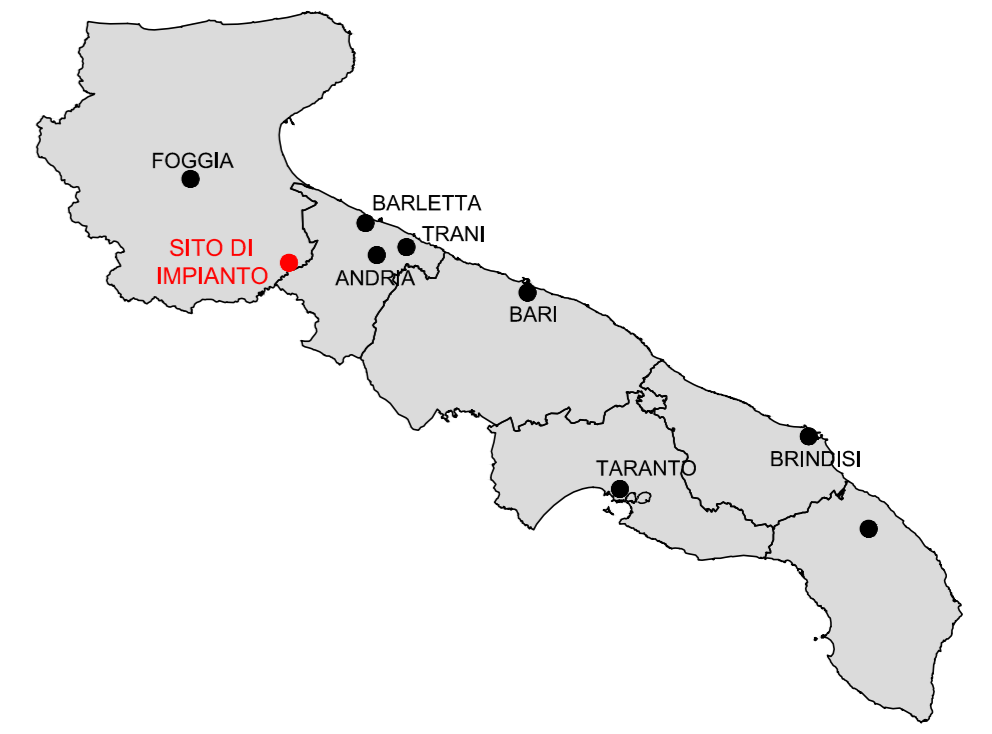 FOGGIA
BARLETTA
TRANI
SITO DI
IMPIANTO
ANDRIA
BARI
BRINDISI
TARANTO